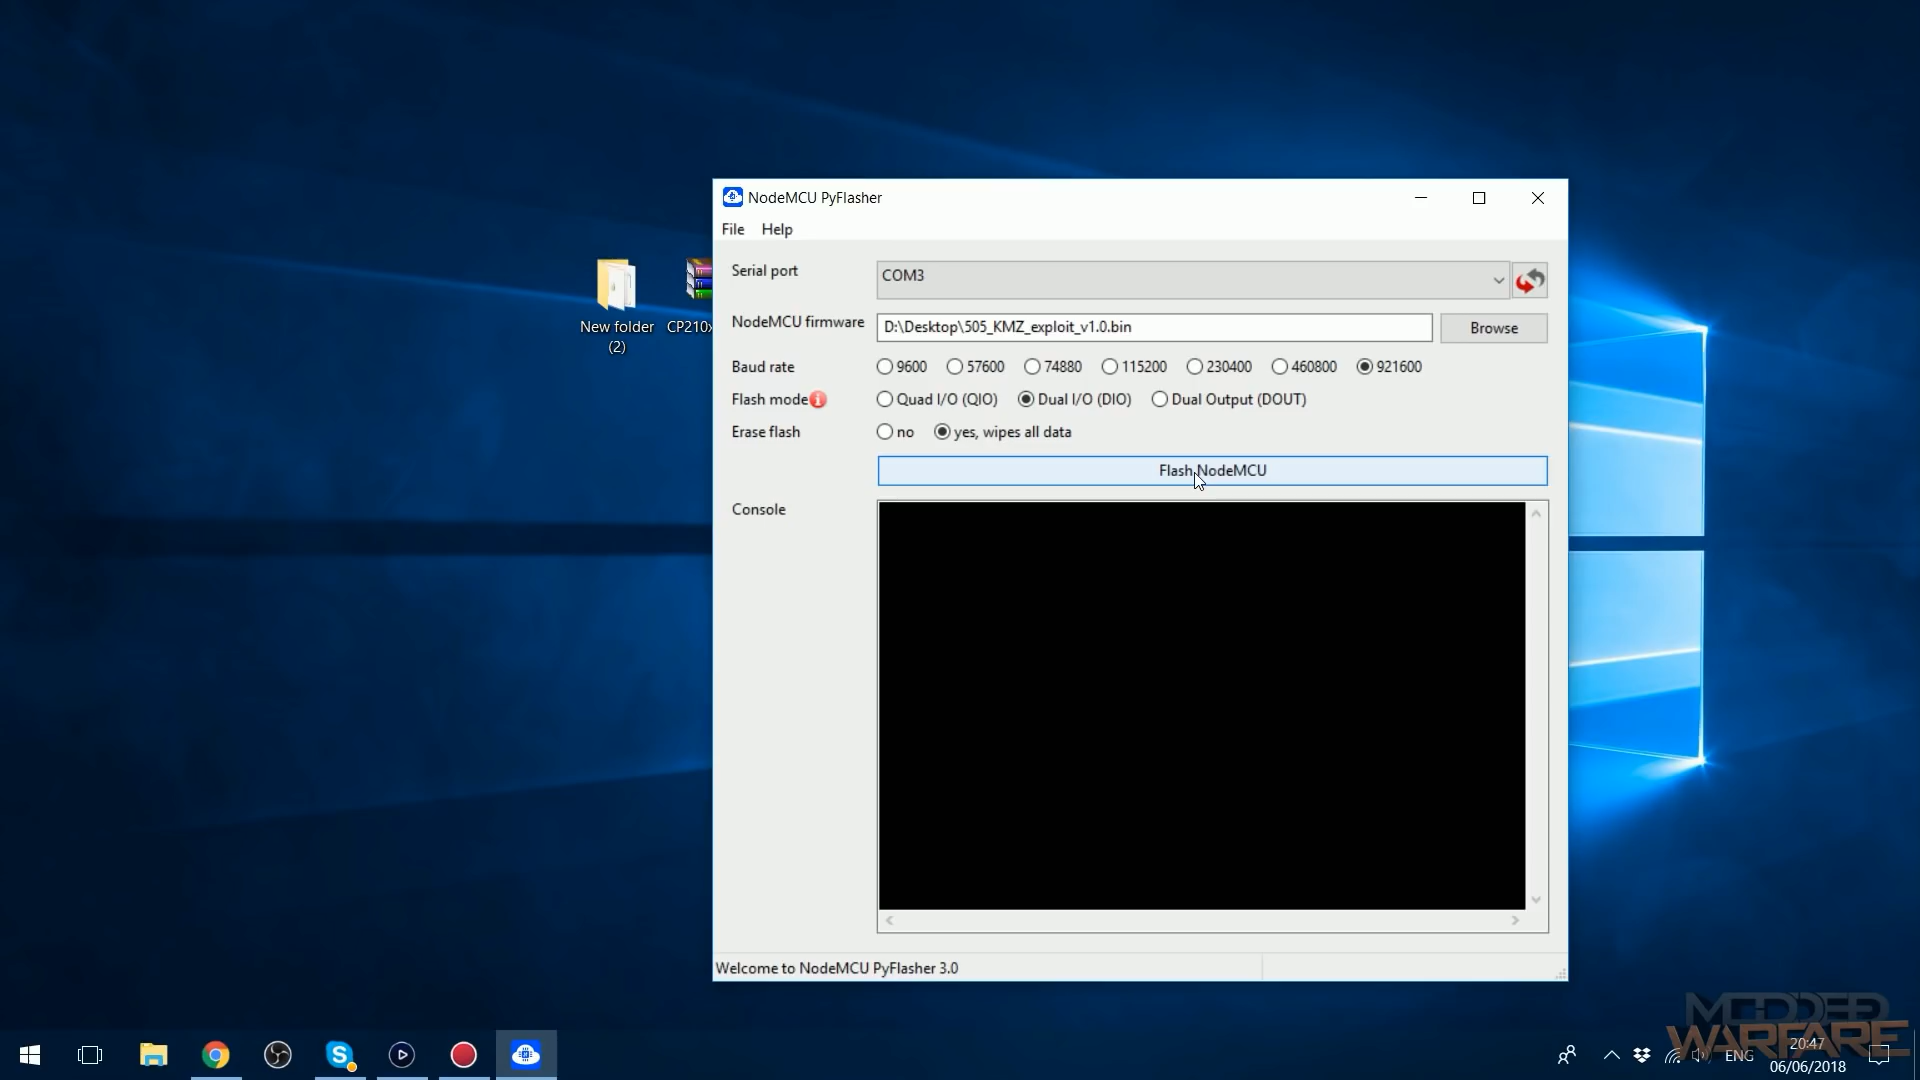 NodeMCU PyFlasher
File Help
Serial port COM3
NodeMCU firmware D:\Desktop\505_KMZ_exploit_v1.0.bin Browse
Baud rate 9600 57600 74880 115200 230400 460800 921600
Flash mode Quad I/O (QIO) Dual I/O (DIO) Dual Output (DOUT)
Erase flash no yes, wipes all data
Flash NodeMCU
Console
Welcome to NodeMCU PyFlasher 3.0
New folder CP210x
(2)
MODDED
WARFARE
ENG 20:47
06/06/2018